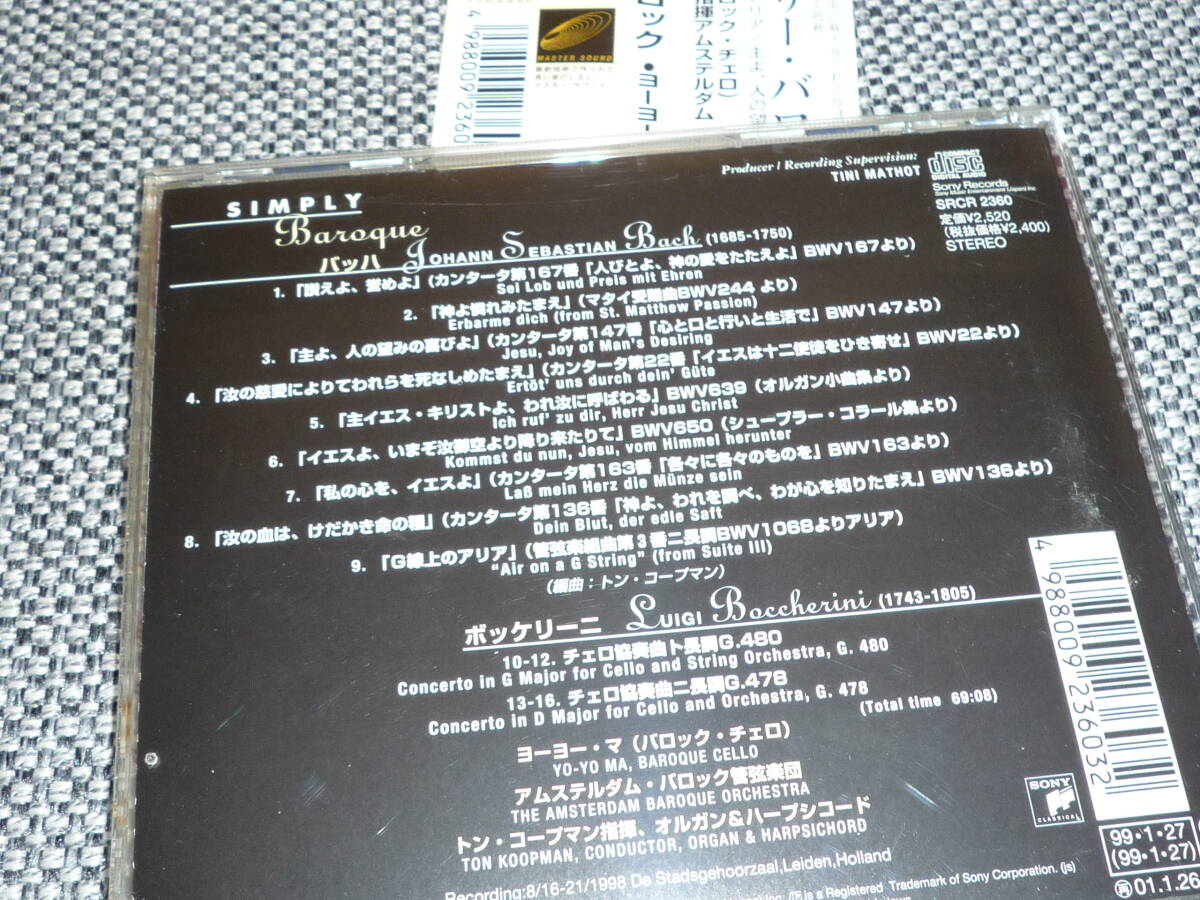 4 988009 2360
MASTER SOUND
ロック・ヨーヨー
ロック・チェロ)
指揮アムステルダム
Producer / Recording Supervision:
TINI MATHOT
COMPACT
disc
DIGITAL AUDIO
Sony Records
Sony Music Entertainment (Japan) Inc.
SRCR 2360
定価¥2,520
(税抜価格¥2,400)
STEREO
SIMPLY
Baroque
バッハ JOHANN SEBASTIAN Bach (1685-1750)
1. 「讃えよ、誉めよ」(カンタータ第167番「人びとよ、神の愛をたたえよ」BWV167より)
Sei Lob und Preis mit Ehren
2. 「神よ憐れみたまえ」(マタイ受難曲BWV244 より)
Erbarme dich (from St. Matthew Passion)
3. 「主よ、人の望みの喜びよ」(カンタータ第147番「心と口と行いと生活で」BWV147より)
Jesu, Joy of Man's Desiring
4. 「汝の慈愛によりてわれらを死なしめたまえ」(カンタータ第22番「イエスは十二使徒をひき寄せ」BWV22より)
Ertöt' uns durch dein' Güte
5. 「主イエス・キリストよ、われ汝に呼ばわる」BWV639 (オルガン小曲集より)
Ich ruf' zu dir, Herr Jesu Christ
6. 「イエスよ、いまぞ汝御空より降り来たりて」BWV650 (シューブラー・コラール集より)
Kommst du nun, Jesu, vom Himmel herunter
7. 「私の心を、イエスよ」(カンタータ第163番「各々に各々のものを」BWV163より)
Laß mein Herz die Münze sein
8. 「汝の血は、けだかき命の種」(カンタータ第136番「神よ、われを調べ、わが心を知りたまえ」BWV136より)
Dein Blut, der edle Saft
9. 「G線上のアリア」(管弦楽組曲第3番ニ長調BWV1068よりアリア)
"Air on a G String" (from Suite III)
(編曲:トン・コープマン)
ボッケリーニ LUIGI Boccherini (1743-1805)
10-12. チェロ協奏曲ト長調G.480
Concerto in G Major for Cello and String Orchestra, G. 480
13-16. チェロ協奏曲ニ長調G.478
Concerto in D Major for Cello and Orchestra, G. 478
(Total time 69:08)
ヨーヨー・マ (バロック・チェロ)
YO-YO MA, BAROQUE CELLO
アムステルダム・バロック管弦楽団
THE AMSTERDAM BAROQUE ORCHESTRA
トン・コープマン指揮、オルガン&ハープシコード
TON KOOPMAN, CONDUCTOR, ORGAN & HARPSICHORD
Recording:8/16-21/1998 De Stadsgehoorzaal,Leiden,Holland
is a Registered Trademark of Sony Corporation. (js)
4 988009 236032
SONY
CLASSICAL
99・1・27
(99・1・27)
再01.1.26